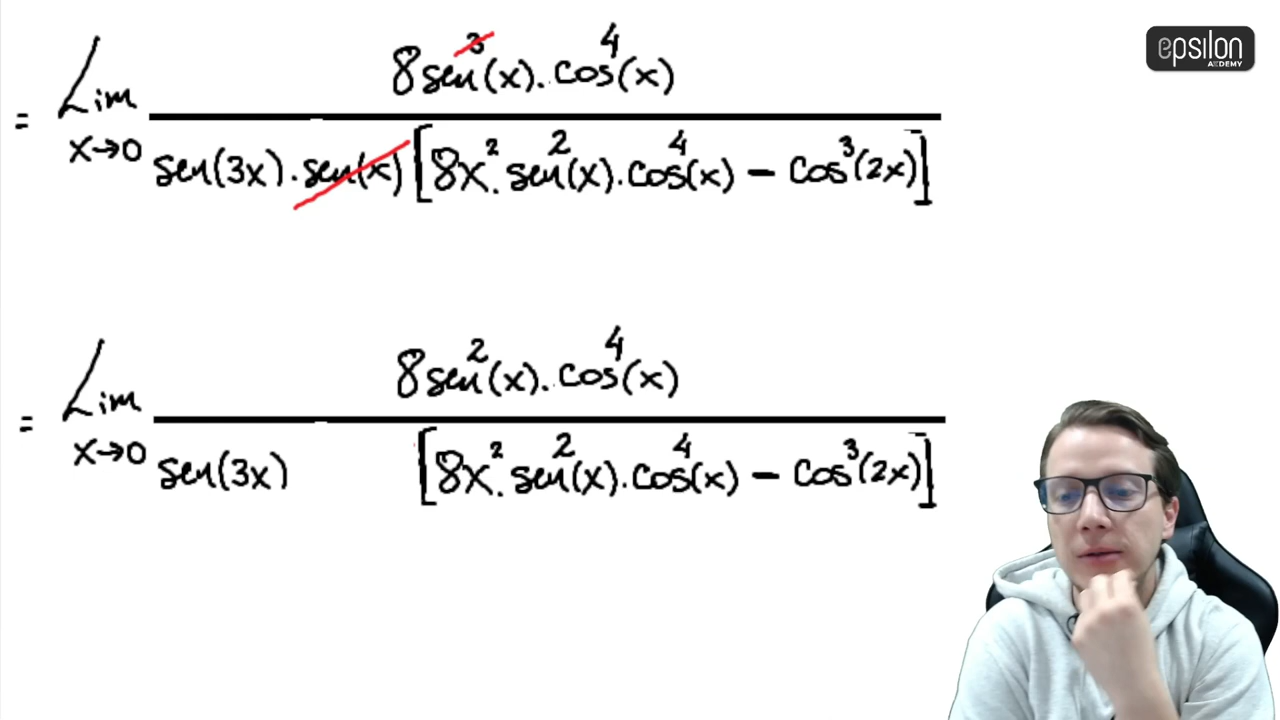 epsilon
ACADEMY
= Lim x→0 8sen³(x).cos⁴(x)
sen(3x).sen(x)[8x².sen²(x).cos⁴(x) − cos³(2x)]
= Lim x→0 8sen²(x).cos⁴(x)
sen(3x) [8x².sen²(x).cos⁴(x) − cos³(2x)]